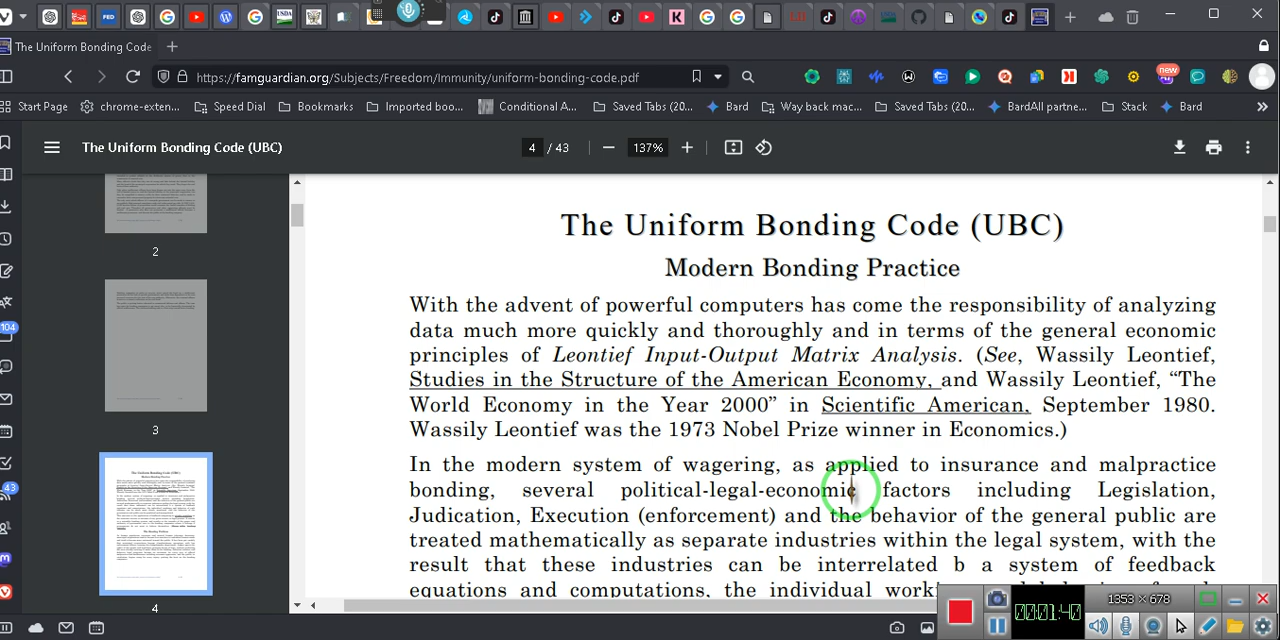 FED
USDA
The Uniform Bonding Code
https://famguardian.org/Subjects/Freedom/Immunity/uniform-bonding-code.pdf
new
Start Page
chrome-exten...
Speed Dial
Bookmarks
Imported boo...
Conditional A...
Saved Tabs (20...
Bard
Way back mac...
Saved Tabs (20...
BardAll partne...
Stack
Bard
The Uniform Bonding Code (UBC)
4 / 43
137%
2
3
4
104
43
The Uniform Bonding Code (UBC)
Modern Bonding Practice
With the advent of powerful computers has come the responsibility of analyzing
data much more quickly and thoroughly and in terms of the general economic
principles of Leontief Input-Output Matrix Analysis. (See, Wassily Leontief,
Studies in the Structure of the American Economy, and Wassily Leontief, “The
World Economy in the Year 2000” in Scientific American, September 1980.
Wassily Leontief was the 1973 Nobel Prize winner in Economics.)
In the modern system of wagering, as applied to insurance and malpractice
bonding, several political-legal-economic factors including Legislation,
Judication, Execution (enforcement) and the behavior of the general public are
treated mathematically as separate industries within the legal system, with the
result that these industries can be interrelated b a system of feedback
equations and computations, the individual
1353 × 678
00:01:40